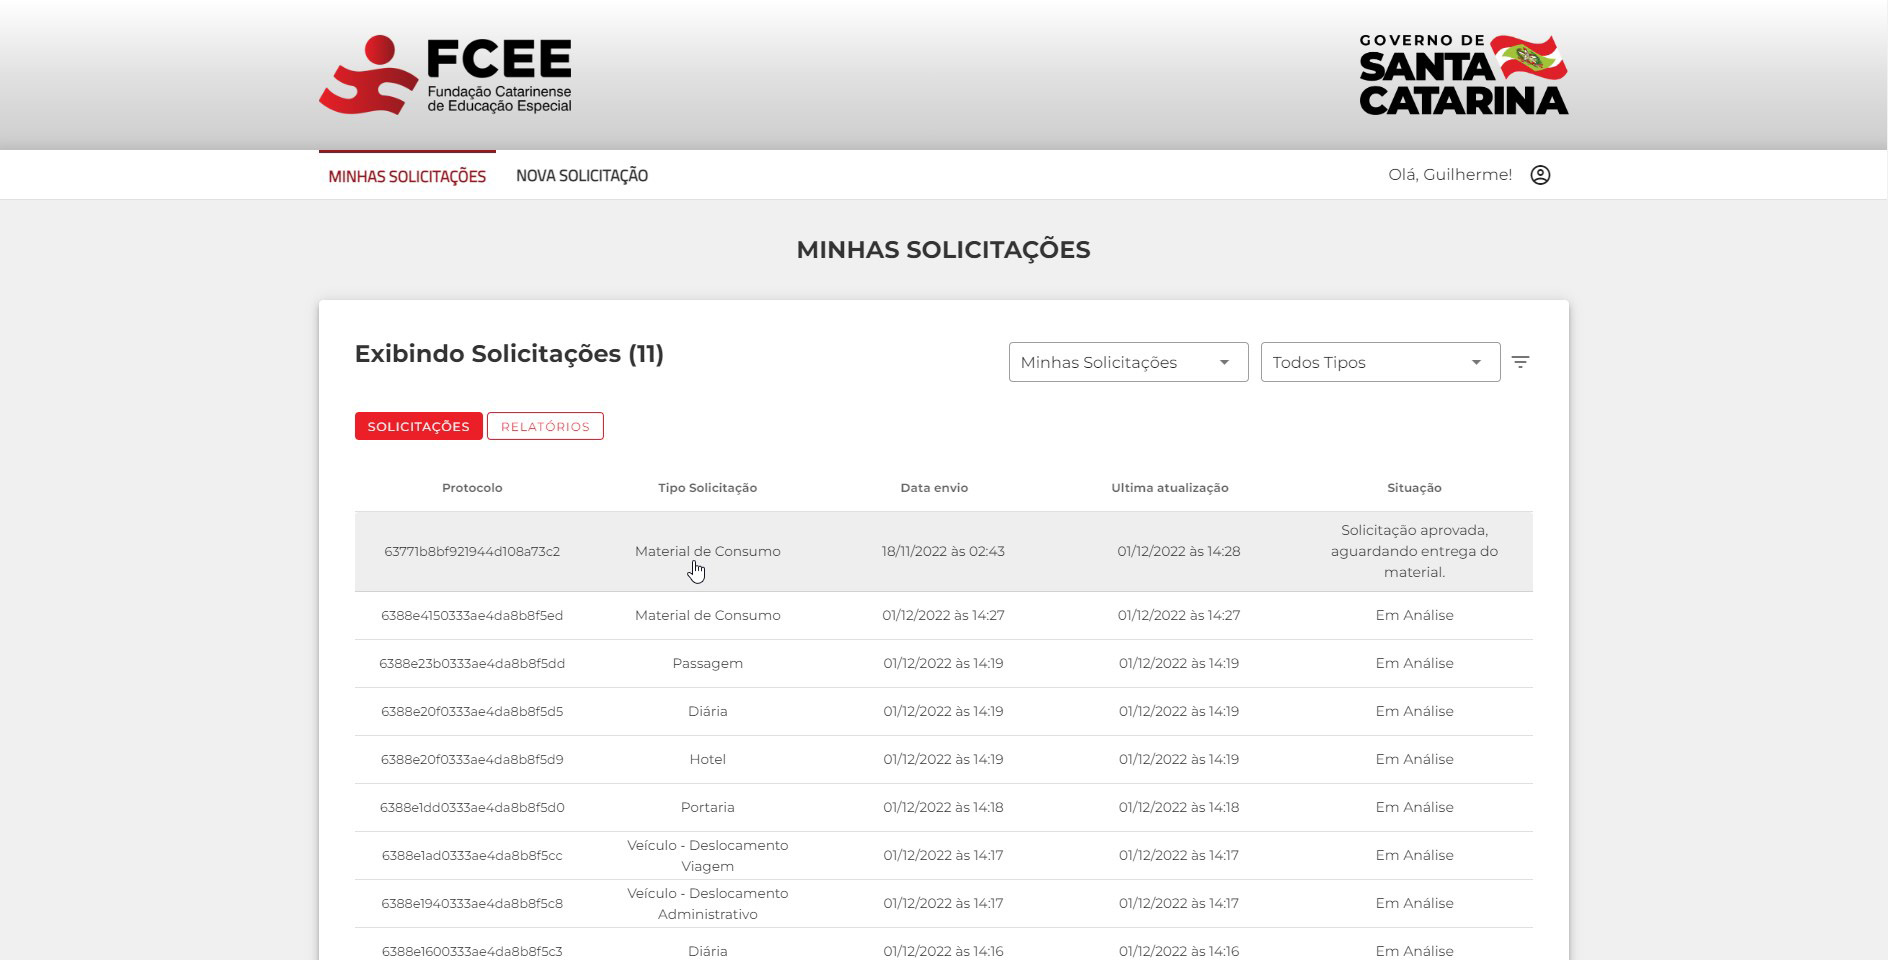 FCEE
Fundação Catarinense
de Educação Especial
GOVERNO DE
SANTA
CATARINA
MINHAS SOLICITAÇÕES NOVA SOLICITAÇÃO Olá, Guilherme!
MINHAS SOLICITAÇÕES
Exibindo Solicitações (11) Minhas Solicitações Todos Tipos
SOLICITAÇÕES RELATÓRIOS
Protocolo Tipo Solicitação Data envio Ultima atualização Situação
63771b8bf921944d108a73c2 Material de Consumo 18/11/2022 às 02:43 01/12/2022 às 14:28 Solicitação aprovada,
aguardando entrega do
material.
6388e4150333ae4da8b8f5ed Material de Consumo 01/12/2022 às 14:27 01/12/2022 às 14:27 Em Análise
6388e23b0333ae4da8b8f5dd Passagem 01/12/2022 às 14:19 01/12/2022 às 14:19 Em Análise
6388e20f0333ae4da8b8f5d5 Diária 01/12/2022 às 14:19 01/12/2022 às 14:19 Em Análise
6388e20f0333ae4da8b8f5d9 Hotel 01/12/2022 às 14:19 01/12/2022 às 14:19 Em Análise
6388e1dd0333ae4da8b8f5d0 Portaria 01/12/2022 às 14:18 01/12/2022 às 14:18 Em Análise
6388e1ad0333ae4da8b8f5cc Veículo - Deslocamento
Viagem 01/12/2022 às 14:17 01/12/2022 às 14:17 Em Análise
6388e1940333ae4da8b8f5c8 Veículo - Deslocamento
Administrativo 01/12/2022 às 14:17 01/12/2022 às 14:17 Em Análise
6388e1600333ae4da8b8f5c3 Diária 01/12/2022 às 14:16 01/12/2022 às 14:16 Em Análise